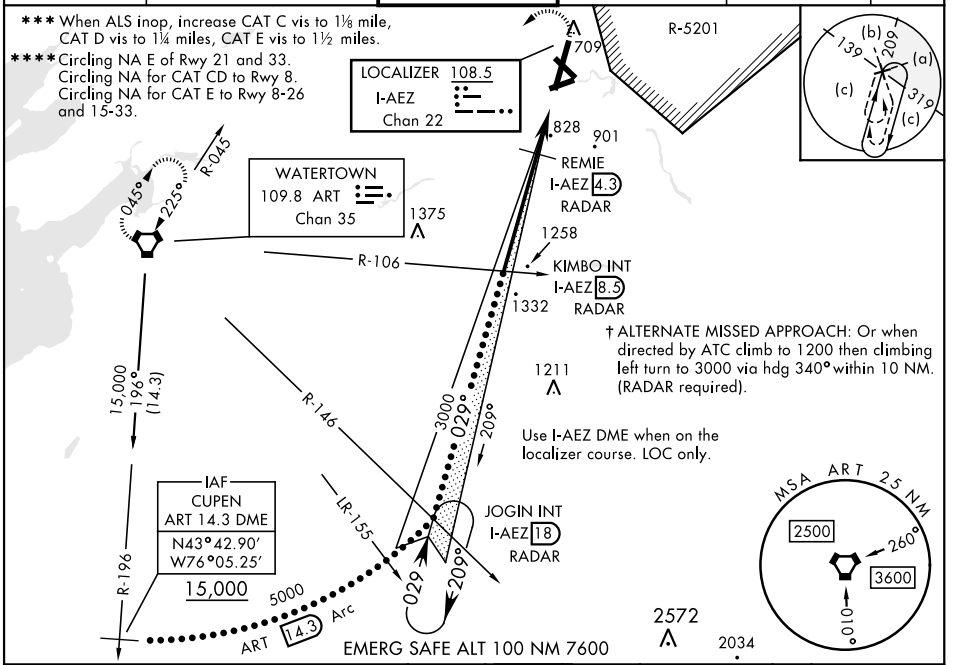 *** When ALS inop, increase CAT C vis to 1⅛ mile,
CAT D vis to 1¼ miles, CAT E vis to 1½ miles.
**** Circling NA E of Rwy 21 and 33.
Circling NA for CAT CD to Rwy 8.
Circling NA for CAT E to Rwy 8-26
and 15-33.
LOCALIZER 108.5
I-AEZ
Chan 22
709
R-5201
(b)
209
139
(a)
(c)
319
(c)
828
901
REMIE
I-AEZ 4.3
RADAR
R-045
045°
225°
WATERTOWN
109.8 ART
Chan 35
1375
R-106
1258
KIMBO INT
I-AEZ 8.5
RADAR
1332
† ALTERNATE MISSED APPROACH: Or when
directed by ATC climb to 1200 then climbing
left turn to 3000 via hdg 340° within 10 NM.
(RADAR required).
1211
15,000
196°
(14.3)
R-146
3000
029°
209°
Use I-AEZ DME when on the
localizer course. LOC only.
LR-155
JOGIN INT
I-AEZ 18
RADAR
IAF
CUPEN
ART 14.3 DME
N43°42.90'
W76°05.25'
15,000
R-196
5000
ART 14.3 Arc
029
209°
MSA ART 25 NM
2500
260°
3600
010°
EMERG SAFE ALT 100 NM 7600
2572
2034